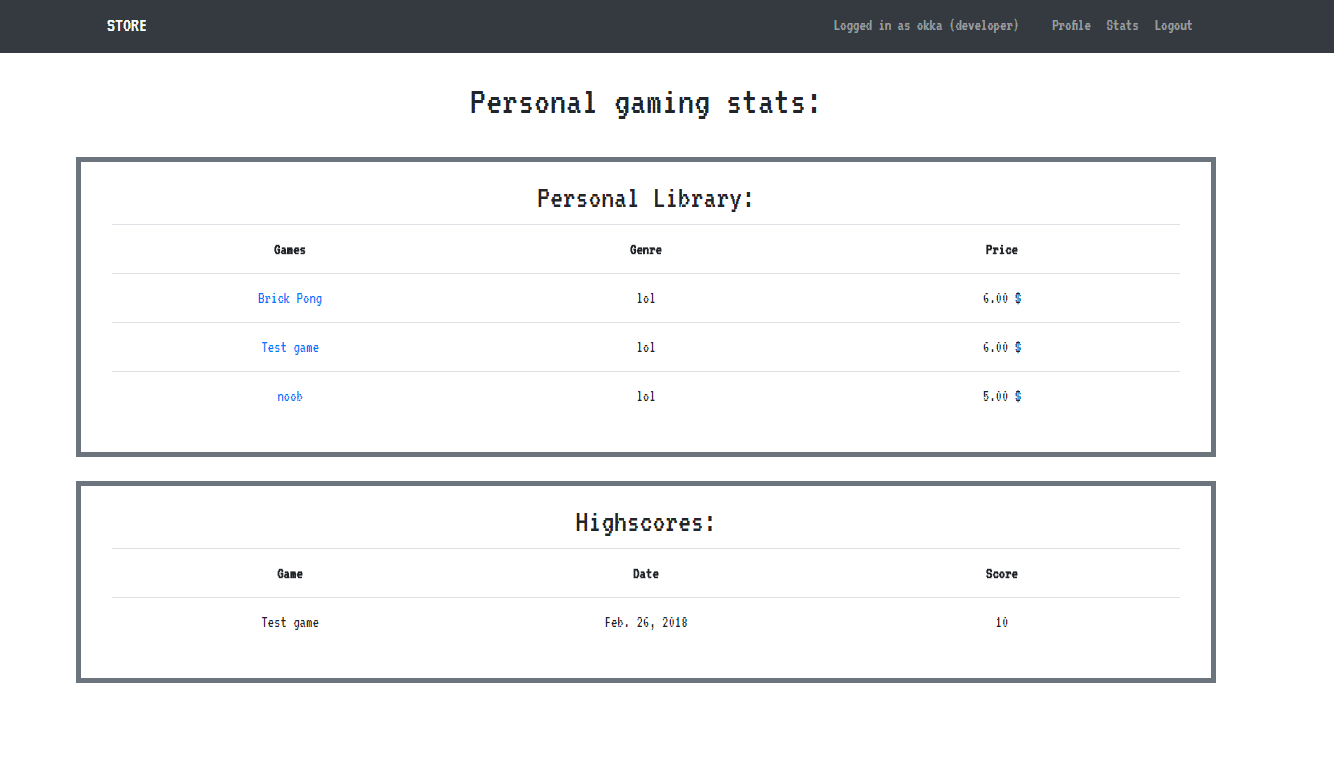 STORE Logged in as okka (developer) Profile Stats Logout
Personal gaming stats:
Personal Library:
Games Genre Price
Brick Pong lol 6.00 $
Test game lol 6.00 $
noob lol 5.00 $
Highscores:
Game Date Score
Test game Feb. 26, 2018 10